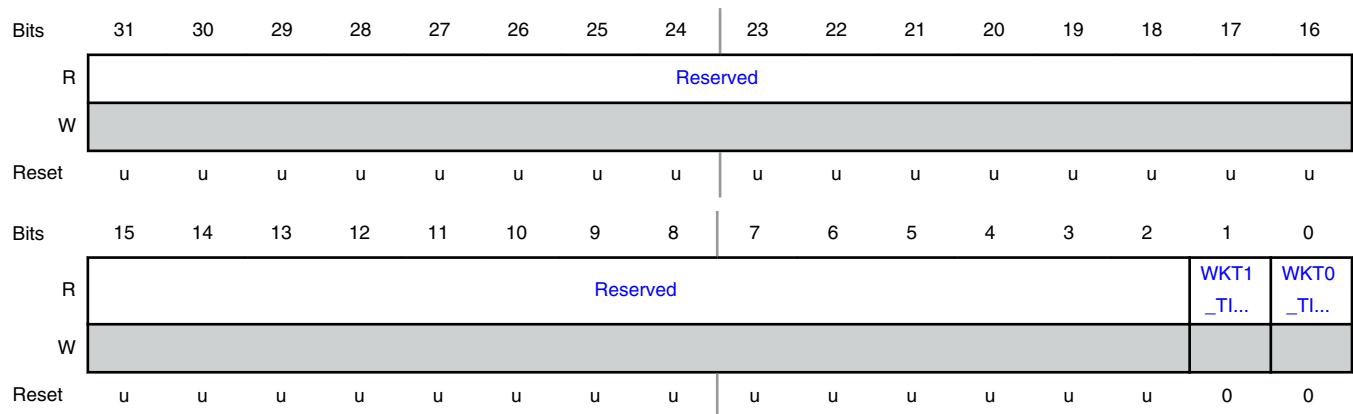 Bits 31 30 29 28 27 26 25 24 23 22 21 20 19 18 17 16
R Reserved
W
Reset u u u u u u u u u u u u u u u u
Bits 15 14 13 12 11 10 9 8 7 6 5 4 3 2 1 0
R Reserved WKT1 _TI... WKT0 _TI...
W
Reset u u u u u u u u u u u u u u 0 0